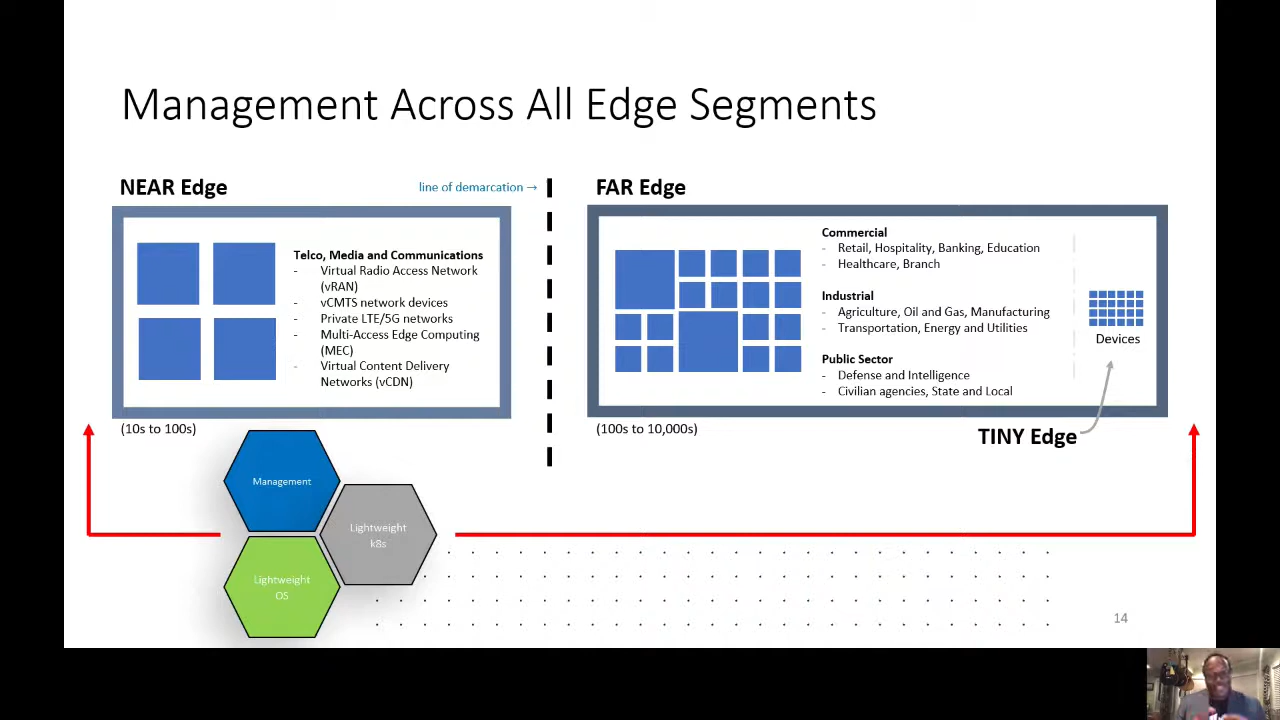 Management Across All Edge Segments
NEAR Edge
line of demarcation →
FAR Edge
Telco, Media and Communications
- Virtual Radio Access Network
(vRAN)
- vCMTS network devices
- Private LTE/5G networks
- Multi-Access Edge Computing
(MEC)
- Virtual Content Delivery
Networks (vCDN)
(10s to 100s)
Commercial
- Retail, Hospitality, Banking, Education
- Healthcare, Branch
Industrial
- Agriculture, Oil and Gas, Manufacturing
- Transportation, Energy and Utilities
Public Sector
- Defense and Intelligence
- Civilian agencies, State and Local
Devices
(100s to 10,000s)
TINY Edge
Management
Lightweight
k8s
Lightweight
OS
14